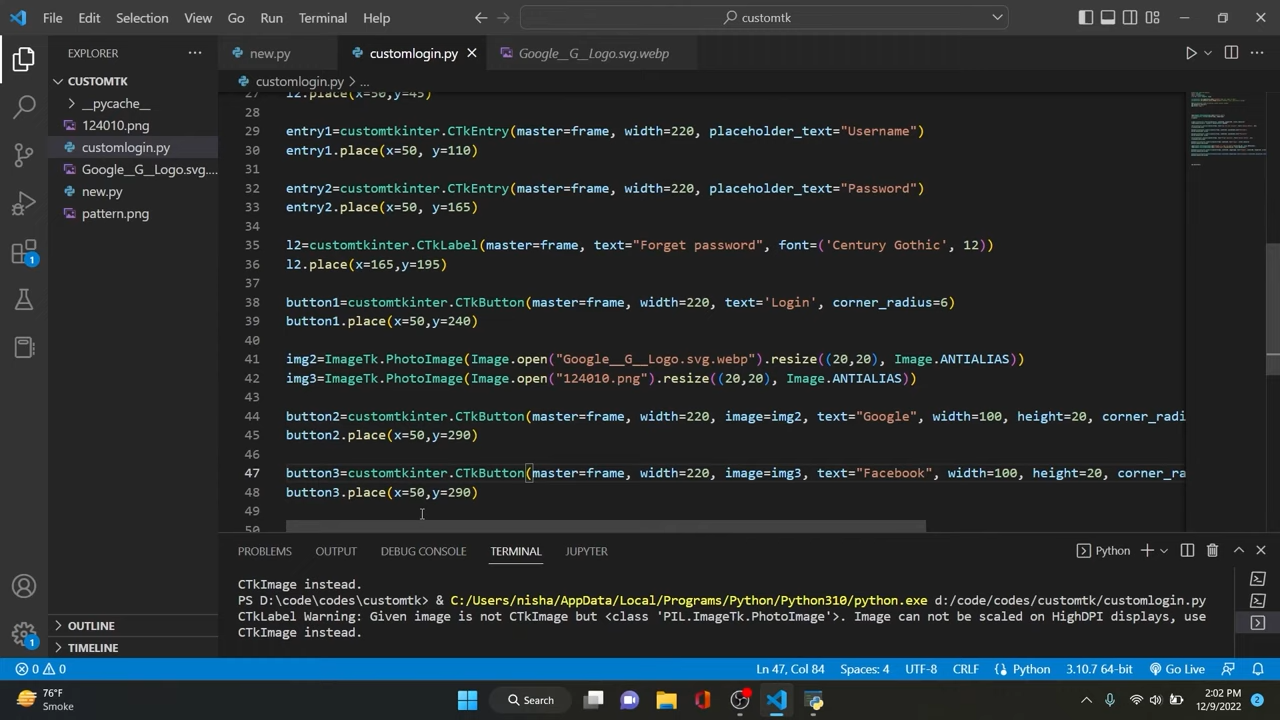 File Edit Selection View Go Run Terminal Help customtk
EXPLORER
new.py customlogin.py Google__G__Logo.svg.webp
CUSTOMTK
__pycache__
124010.png
customlogin.py
Google__G__Logo.svg....
new.py
pattern.png
OUTLINE
TIMELINE
customlogin.py > ...
27 l2.place(x=50,y=45)
28
29 entry1=customtkinter.CTkEntry(master=frame, width=220, placeholder_text="Username")
30 entry1.place(x=50, y=110)
31
32 entry2=customtkinter.CTkEntry(master=frame, width=220, placeholder_text="Password")
33 entry2.place(x=50, y=165)
34
35 l2=customtkinter.CTkLabel(master=frame, text="Forget password", font=('Century Gothic', 12))
36 l2.place(x=165,y=195)
37
38 button1=customtkinter.CTkButton(master=frame, width=220, text='Login', corner_radius=6)
39 button1.place(x=50,y=240)
40
41 img2=ImageTk.PhotoImage(Image.open("Google__G__Logo.svg.webp").resize((20,20), Image.ANTIALIAS))
42 img3=ImageTk.PhotoImage(Image.open("124010.png").resize((20,20), Image.ANTIALIAS))
43
44 button2=customtkinter.CTkButton(master=frame, width=220, image=img2, text="Google", width=100, height=20, corner_radi
45 button2.place(x=50,y=290)
46
47 button3=customtkinter.CTkButton(master=frame, width=220, image=img3, text="Facebook", width=100, height=20, corner_ra
48 button3.place(x=50,y=290)
49
50
PROBLEMS OUTPUT DEBUG CONSOLE TERMINAL JUPYTER Python
CTkImage instead.
PS D:\code\codes\customtk> & C:/Users/nisha/AppData/Local/Programs/Python/Python310/python.exe d:/code/codes/customtk/customlogin.py
CTkLabel Warning: Given image is not CTkImage but <class 'PIL.ImageTk.PhotoImage'>. Image can not be scaled on HighDPI displays, use
CTkImage instead.
1
1
0 0 Ln 47, Col 84 Spaces: 4 UTF-8 CRLF Python 3.10.7 64-bit Go Live
76°F
Smoke
Search
2:02 PM
12/9/2022
2